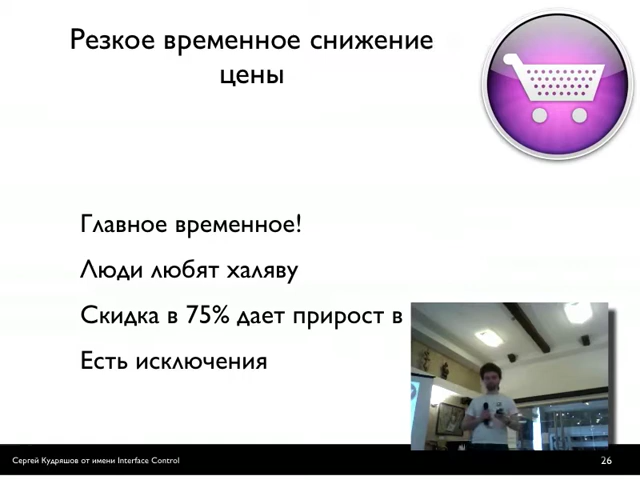 Резкое временное снижение
цены
Главное временное!
Люди любят халяву
Скидка в 75% дает прирост в
Есть исключения
Сергей Кудряшов от имени Interface Control
26